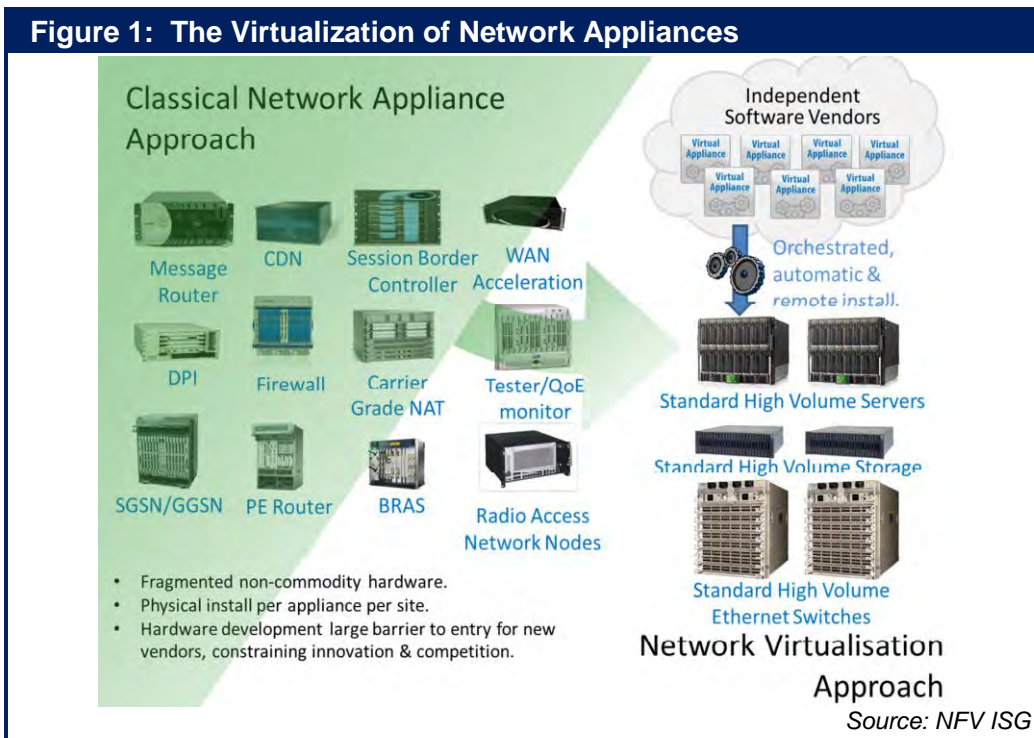 Figure 1: The Virtualization of Network Appliances
Classical Network Appliance
Approach
Message
Router
CDN
Session Border
Controller
WAN
Acceleration
DPI
Firewall
Carrier
Grade NAT
Tester/QoE
monitor
SGSN/GGSN
PE Router
BRAS
Radio Access
Network Nodes
• Fragmented non-commodity hardware.
• Physical install per appliance per site.
• Hardware development large barrier to entry for new
vendors, constraining innovation & competition.
Independent
Software Vendors
Virtual
Appliance
Virtual
Appliance
Virtual
Appliance
Virtual
Appliance
Virtual
Appliance
Virtual
Appliance
Virtual
Appliance
Orchestrated,
automatic &
remote install.
Standard High Volume Servers
Standard High Volume Storage
Standard High Volume
Ethernet Switches
Network Virtualisation
Approach
Source: NFV ISG